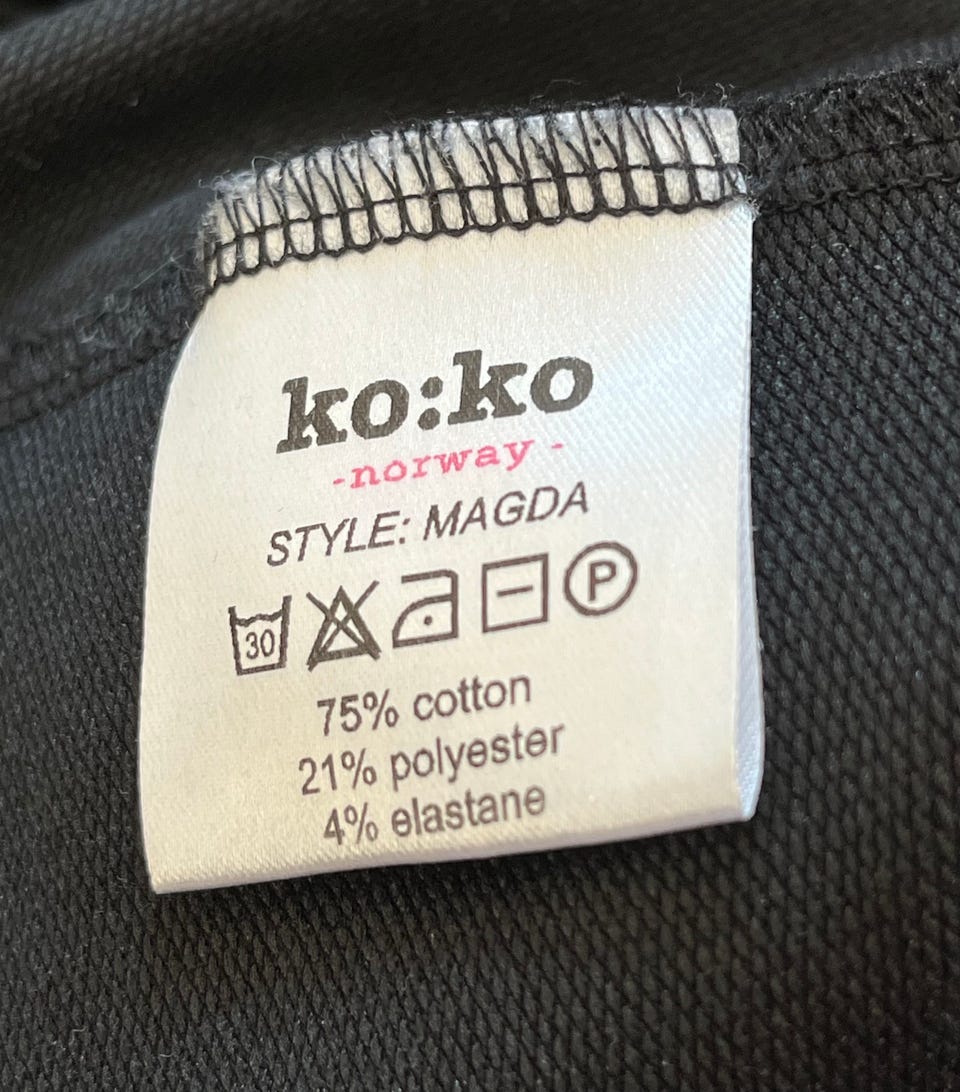 ko:ko
-norway -
STYLE: MAGDA
30 P
75% cotton
21% polyester
4% elastane